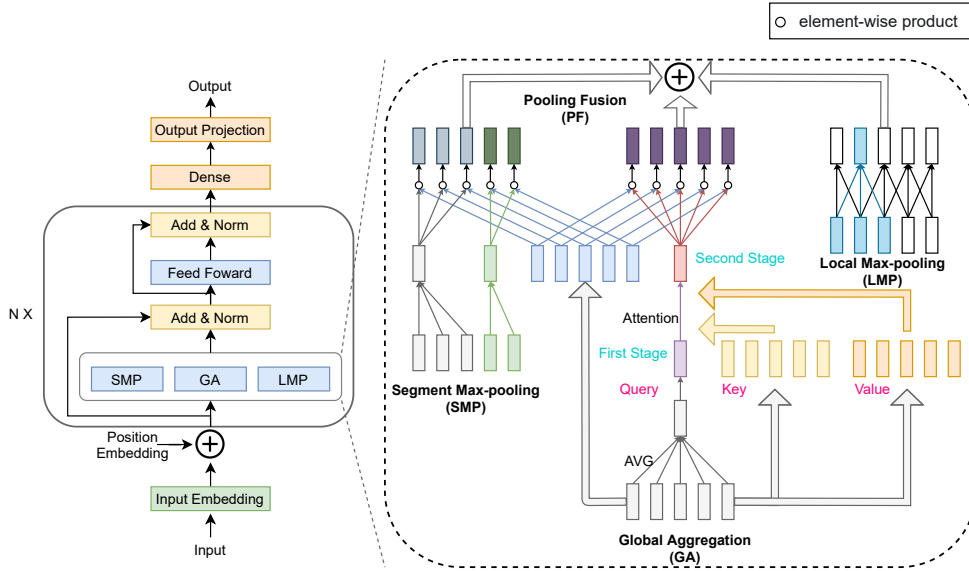 element-wise product
Output
Output Projection
Dense
Add & Norm
Feed Foward
Add & Norm
N X
SMP
GA
LMP
Position
Embedding
Input Embedding
Input
Pooling Fusion
(PF)
Second Stage
Local Max-pooling
(LMP)
Attention
First Stage
Segment Max-pooling
(SMP)
Query
Key
Value
AVG
Global Aggregation
(GA)